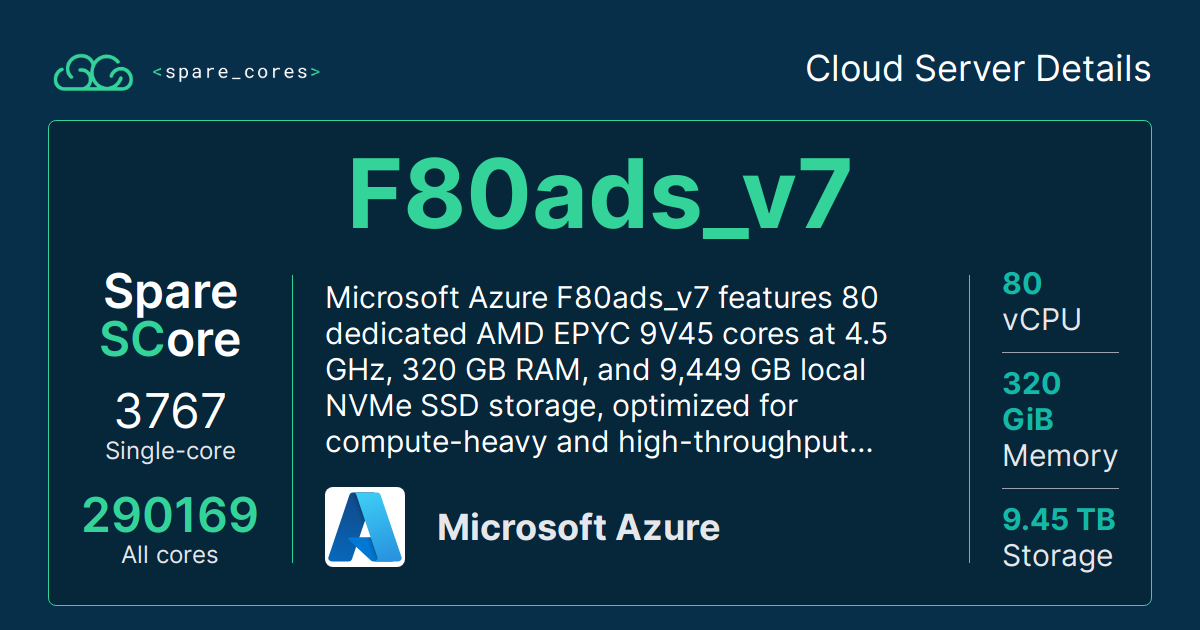 <spare_cores>
Cloud Server Details
F80ads_v7
Spare
SCore
3767
Single-core
290169
All cores
Microsoft Azure F80ads_v7 features 80
dedicated AMD EPYC 9V45 cores at 4.5
GHz, 320 GB RAM, and 9,449 GB local
NVMe SSD storage, optimized for
compute-heavy and high-throughput...
Microsoft Azure
80
vCPU
320
GiB
Memory
9.45 TB
Storage